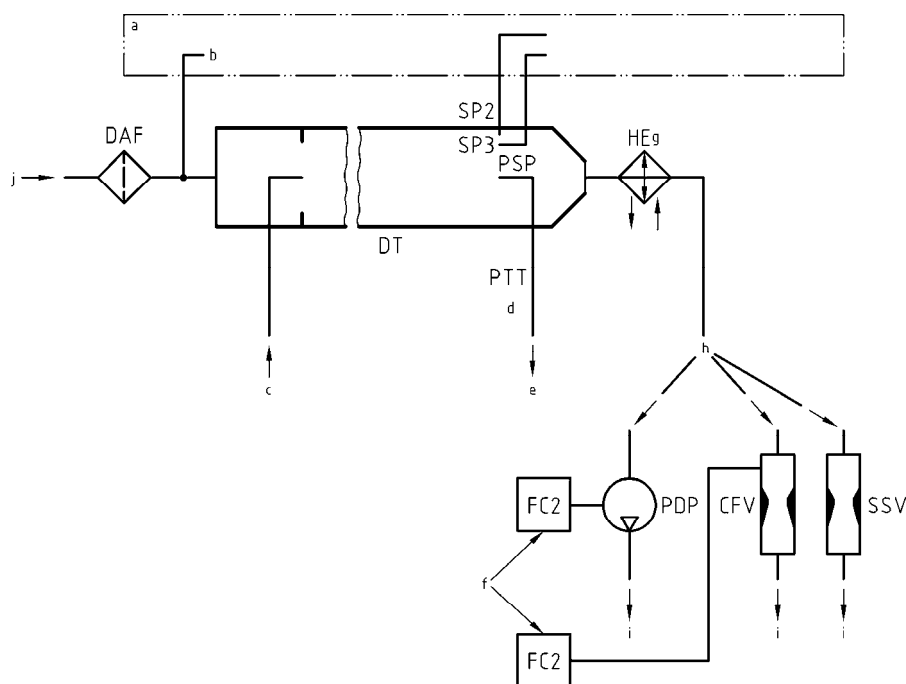 a
b
SP2
DAF
SP3
HEg
PSP
j
DT
PTT
d
c
e
h
FC2
PDP
CFV
SSV
f
i
i
i
FC2